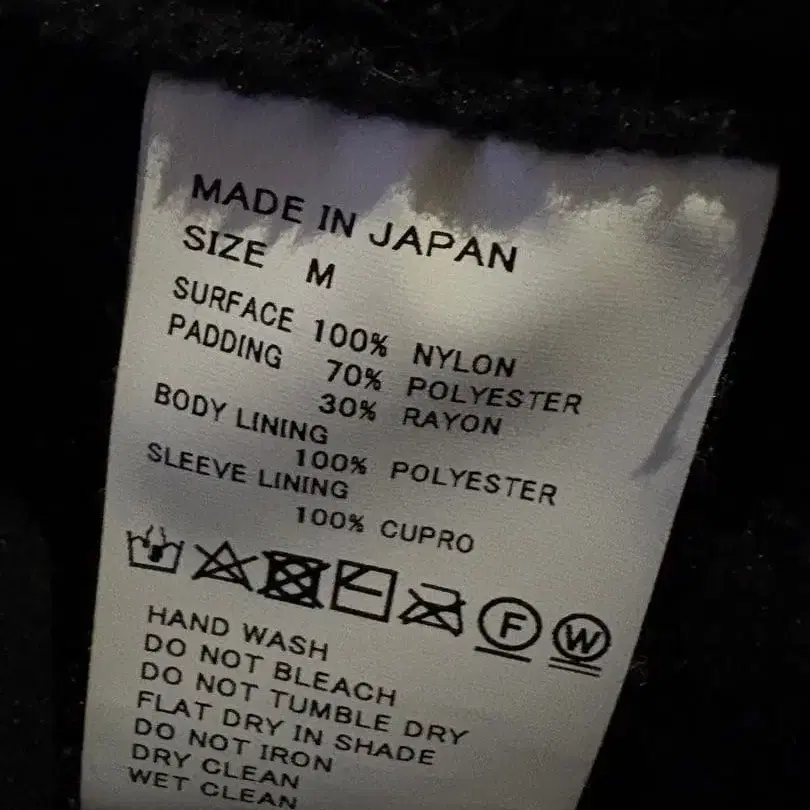 MADE IN JAPAN
SIZE M
SURFACE 100% NYLON
PADDING 70% POLYESTER
30% RAYON
BODY LINING
100% POLYESTER
SLEEVE LINING
100% CUPRO
F W
HAND WASH
DO NOT BLEACH
DO NOT TUMBLE DRY
FLAT DRY IN SHADE
DO NOT IRON
DRY CLEAN
WET CLEAN